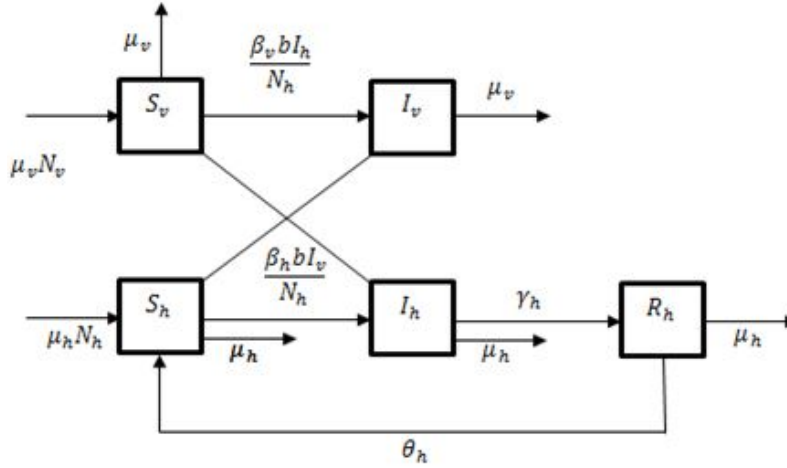 μ_v
β_v b I_h / N_h
S_v
I_v
μ_v
μ_v N_v
β_h b I_v / N_h
S_h
I_h
γ_h
R_h
μ_h N_h
μ_h
μ_h
μ_h
θ_h